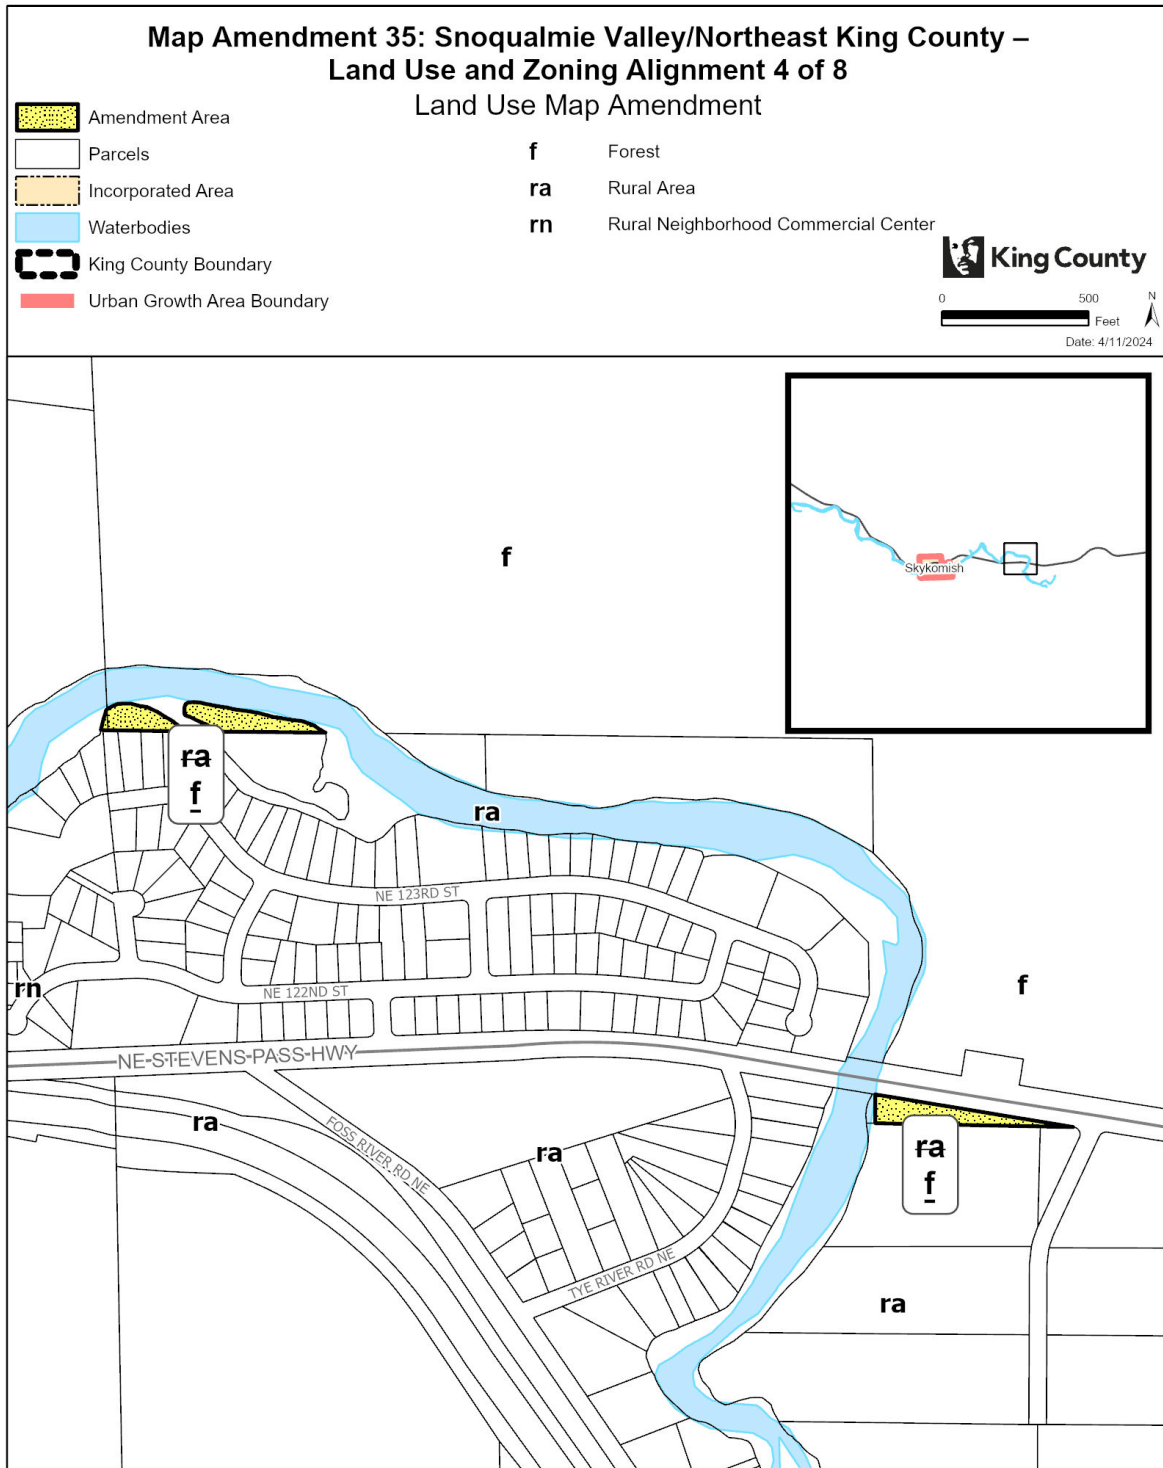 Map Amendment 35: Snoqualmie Valley/Northeast King County –
Land Use and Zoning Alignment 4 of 8
Land Use Map Amendment
Amendment Area
Parcels
Incorporated Area
Waterbodies
King County Boundary
Urban Growth Area Boundary
f Forest
ra Rural Area
rn Rural Neighborhood Commercial Center
King County
0 500
Feet
N
Date: 4/11/2024
Skykomish
f
ra
f
ra
NE 123RD ST
rn
NE 122ND ST
f
NE STEVENS PASS HWY
ra
FOSS RIVER RD NE
ra
ra
f
TYE RIVER RD NE
ra